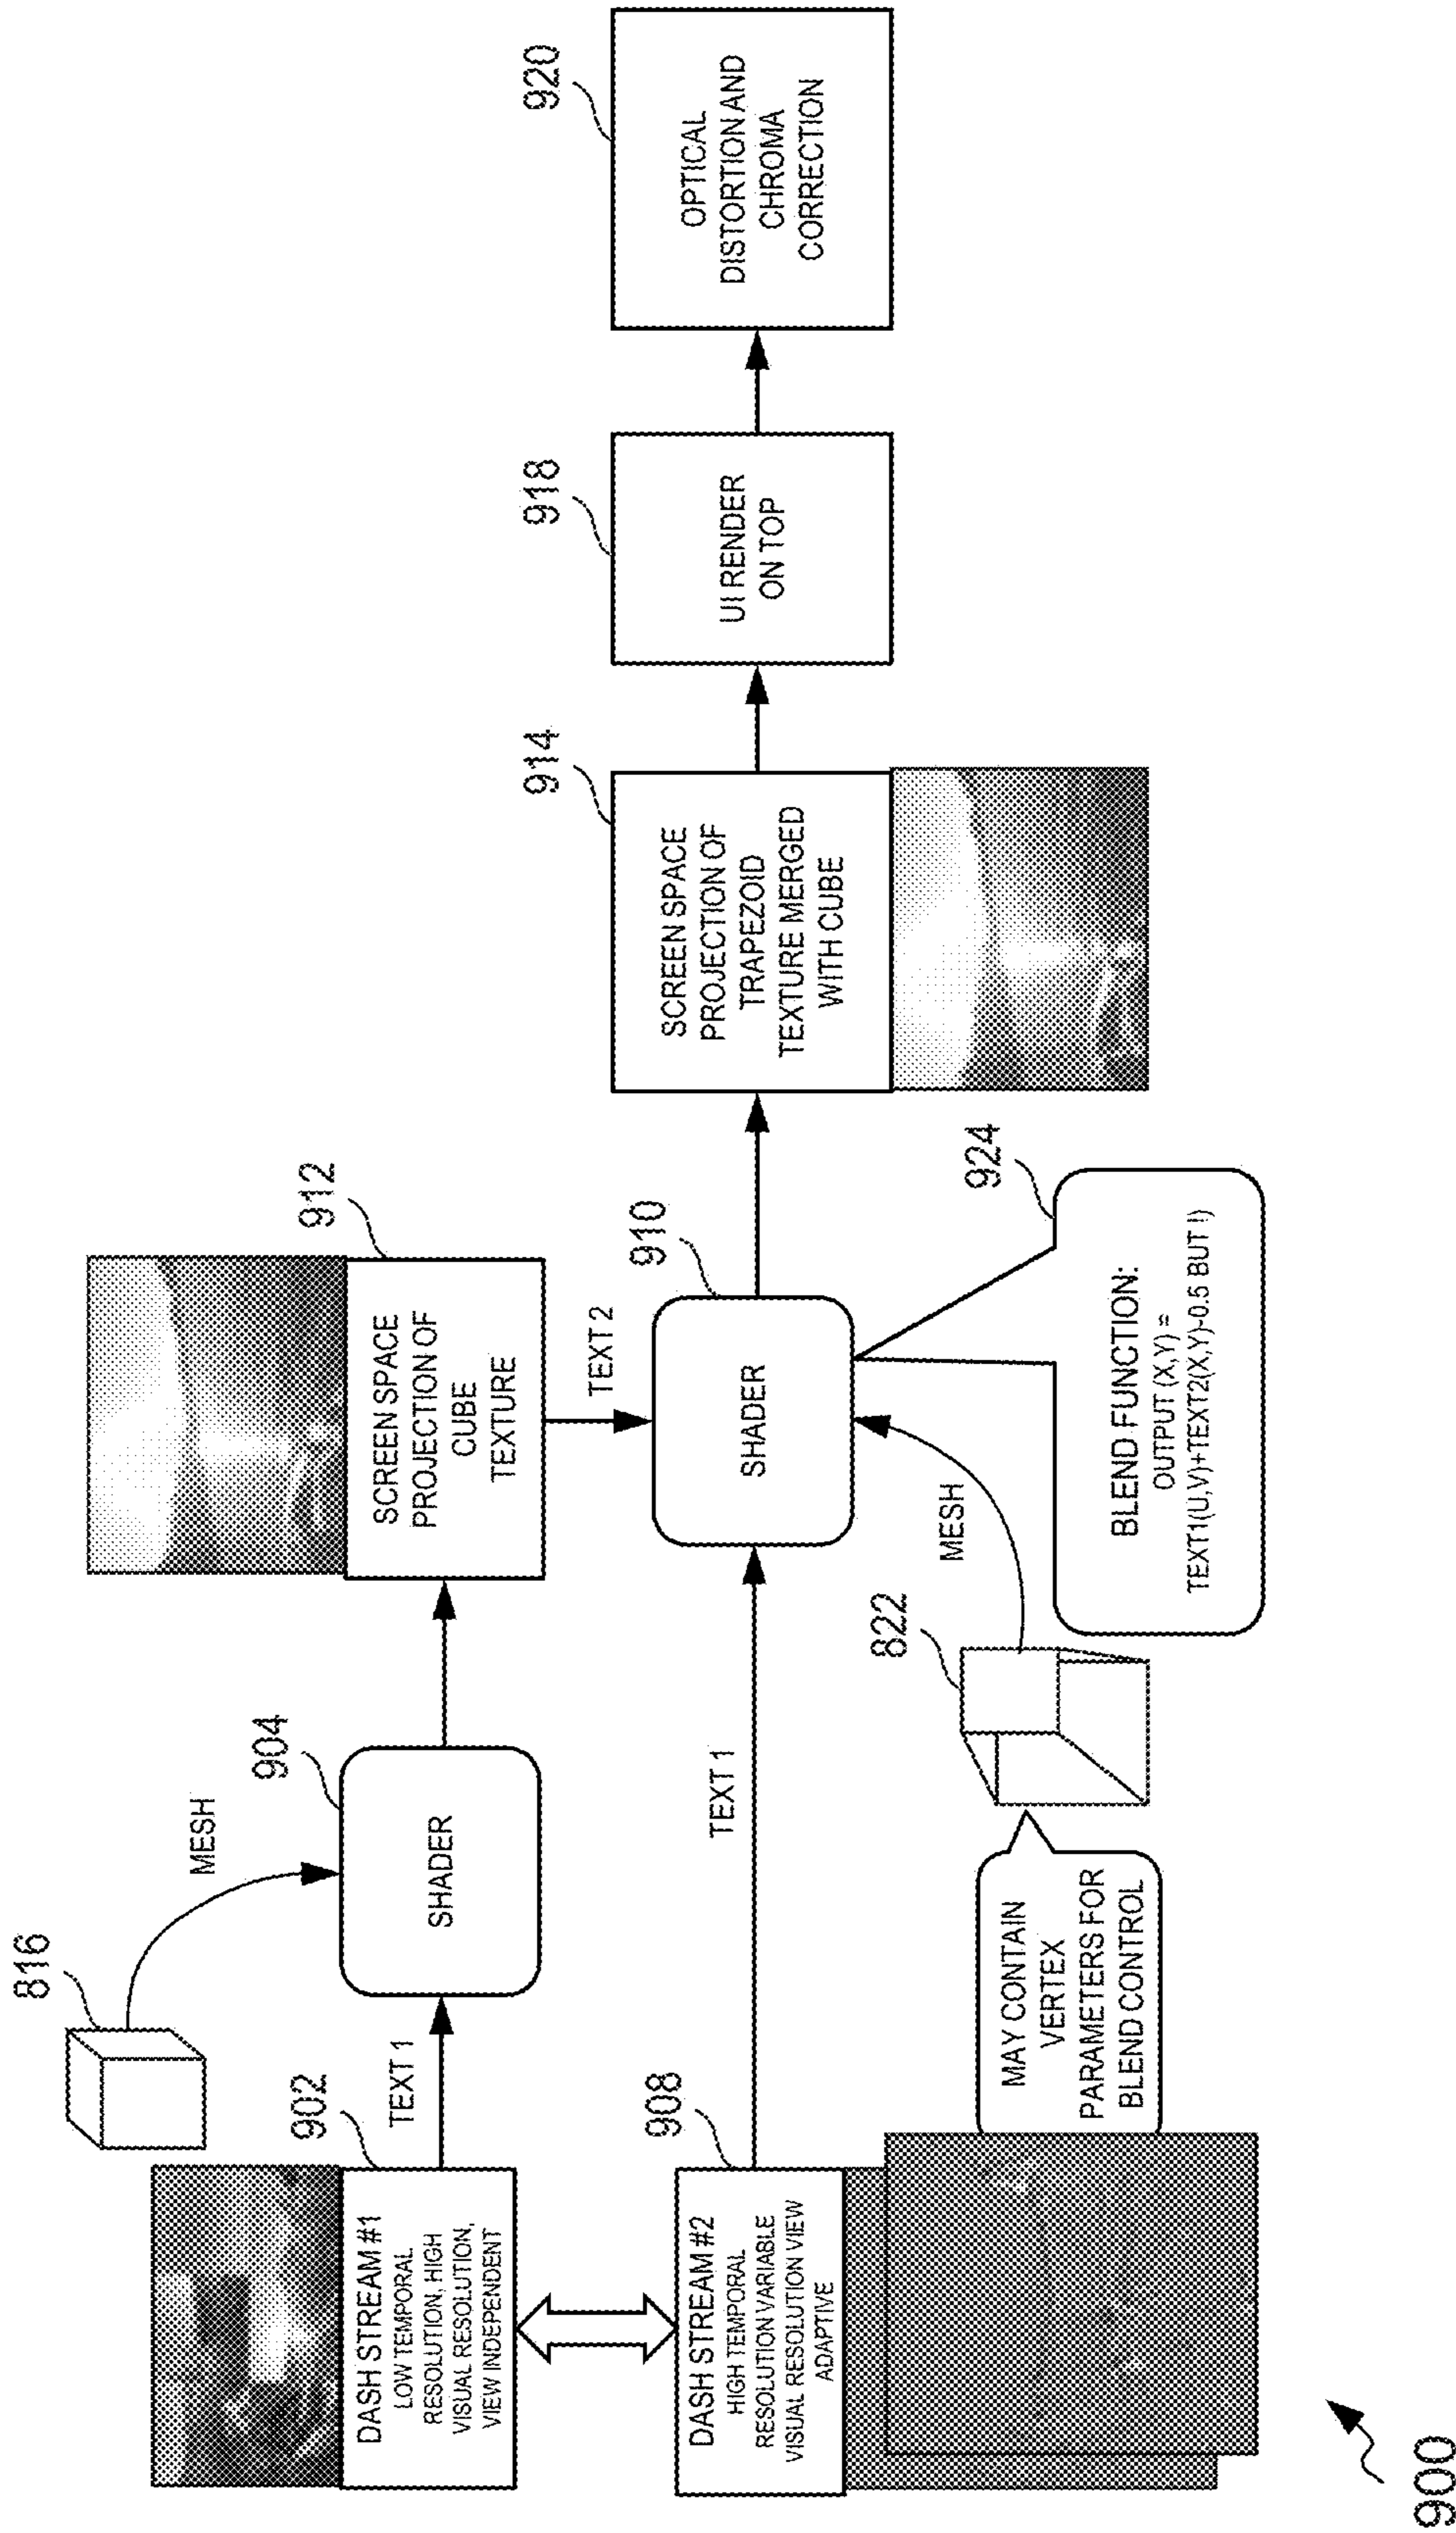 816
MESH
902
DASH STREAM #1
LOW TEMPORAL
RESOLUTION, HIGH
VISUAL RESOLUTION,
VIEW INDEPENDENT
TEXT 1
904
SHADER
912
SCREEN SPACE
PROJECTION OF
CUBE
TEXTURE
TEXT 2
908
DASH STREAM #2
HIGH TEMPORAL
RESOLUTION VARIABLE
VISUAL RESOLUTION VIEW
ADAPTIVE
TEXT 1
910
SHADER
914
SCREEN SPACE
PROJECTION OF
TRAPEZOID
TEXTURE MERGED
WITH CUBE
918
UI RENDER
ON TOP
920
OPTICAL
DISTORTION AND
CHROMA
CORRECTION
MAY CONTAIN
VERTEX
PARAMETERS FOR
BLEND CONTROL
822
MESH
924
BLEND FUNCTION:
OUTPUT (X,Y) =
TEXT1(U,V)+TEXT2(X,Y)-0.5 BUT !)
900